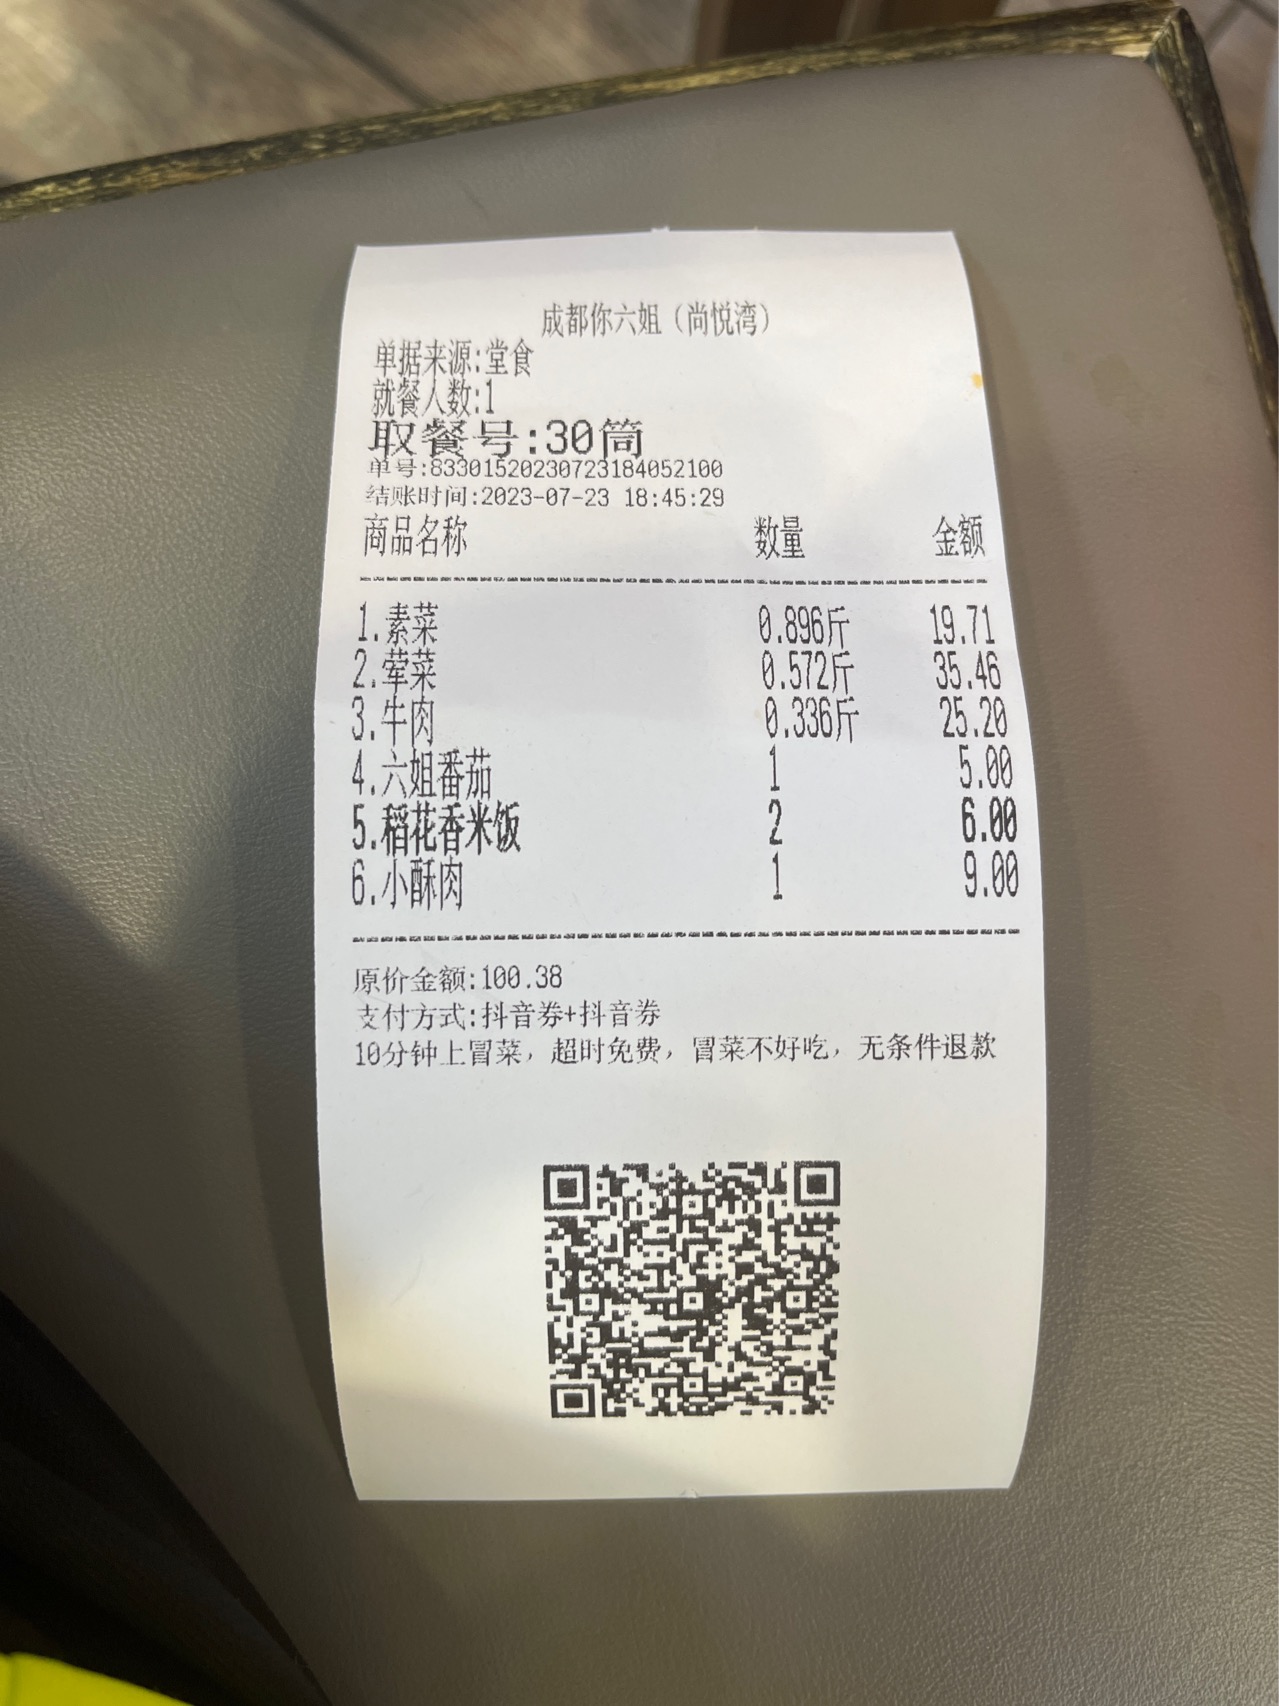 成都你六姐（尚悦湾）
单据来源:堂食
就餐人数:1
取餐号:30筒
单号:83301520230723184052100
结账时间:2023-07-23 18:45:29
商品名称 数量 金额
1.素菜 0.896斤 19.71
2.荤菜 0.572斤 35.46
3.牛肉 0.336斤 25.20
4.六姐番茄 1 5.00
5.稻花香米饭 2 6.00
6.小酥肉 1 9.00
原价金额:100.38
支付方式:抖音券+抖音券
10分钟上冒菜，超时免费，冒菜不好吃，无条件退款